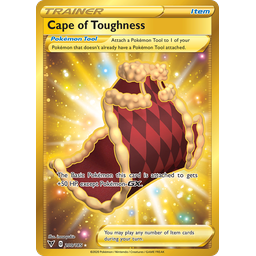 TRAINER
Item
Cape of Toughness
Pokémon Tool
Attach a Pokémon Tool to 1 of your
Pokémon that doesn't already have a Pokémon Tool attached.
The Basic Pokémon this card is attached to gets
+50 HP, except Pokémon-GX.
You may play any number of Item cards
during your turn.